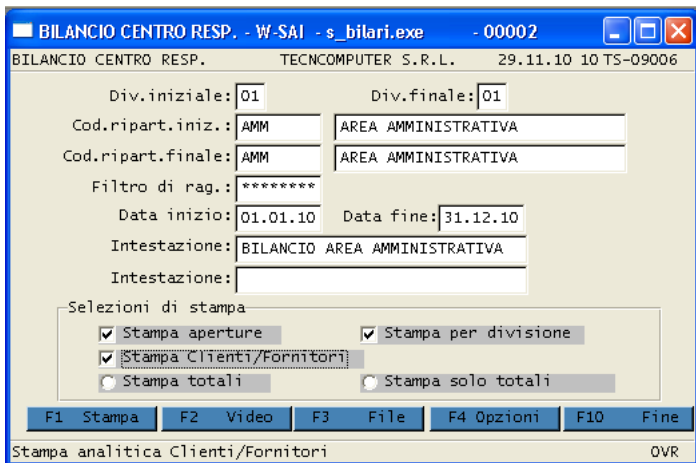 BILANCIO CENTRO RESP. - W-SAI - s_bilari.exe - 00002
BILANCIO CENTRO RESP. TECNCOMPUTER S.R.L. 29.11.10 10 TS-09006
Div.iniziale: 01 Div.finale: 01
Cod.ripart.iniz.: AMM AREA AMMINISTRATIVA
Cod.ripart.finale: AMM AREA AMMINISTRATIVA
Filtro di rag.: ********
Data inizio: 01.01.10 Data fine: 31.12.10
Intestazione: BILANCIO AREA AMMINISTRATIVA
Intestazione:
Selezioni di stampa
Stampa aperture Stampa per divisione
Stampa Clienti/Fornitori
Stampa totali Stampa solo totali
F1 Stampa F2 Video F3 File F4 Opzioni F10 Fine
Stampa analitica Clienti/Fornitori OVR